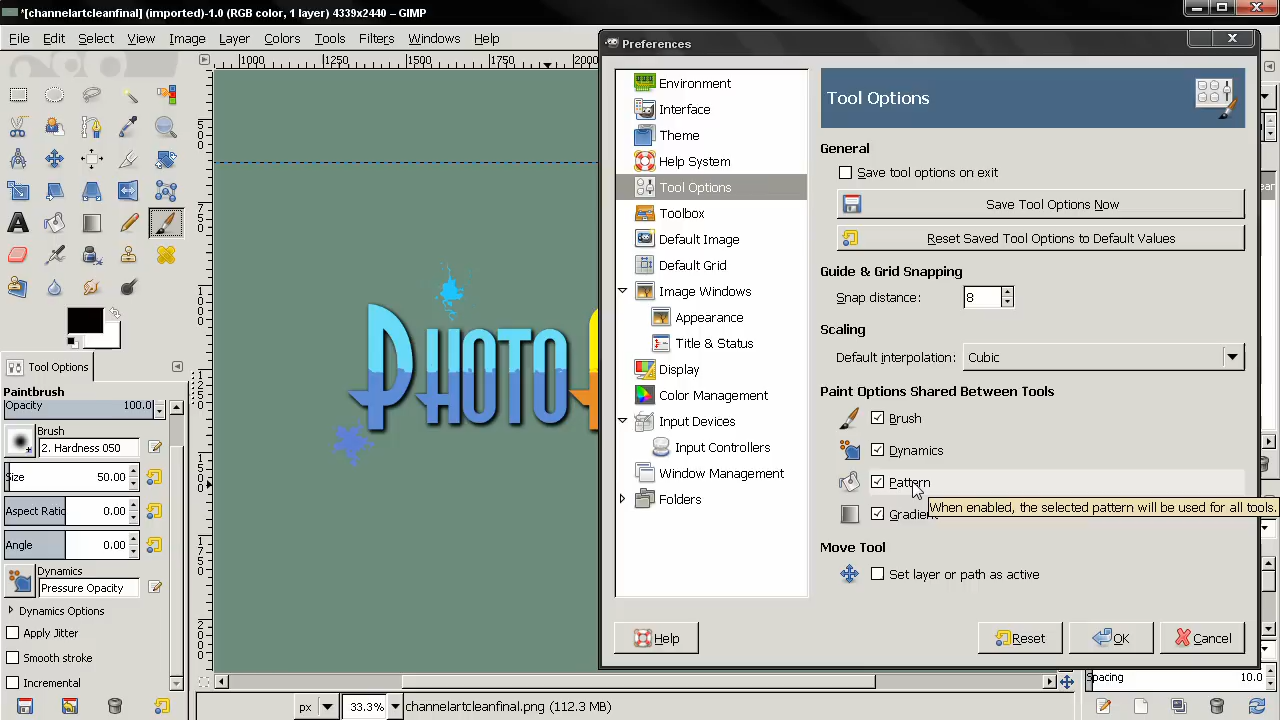 *[channelartcleanfinal] (imported)-1.0 (RGB color, 1 layer) 4339x2440 – GIMP
File Edit Select View Image Layer Colors Tools Filters Windows Help
Preferences
1000 1250 1500 1750 2000
Environment
Interface
Theme
Help System
Tool Options
Toolbox
Default Image
Default Grid
Image Windows
Appearance
Title & Status
Display
Color Management
Input Devices
Input Controllers
Window Management
Folders
Tool Options
General
Save tool options on exit
Save Tool Options Now
Reset Saved Tool Options to Default Values
Guide & Grid Snapping
Snap distance: 8
Scaling
Default interpolation: Cubic
Paint Options Shared Between Tools
Brush
Dynamics
Pattern
When enabled, the selected pattern will be used for all tools.
Move Tool
Set layer or path as active
Help Reset OK Cancel
PHOTO
Tool Options
Paintbrush
Opacity 100.0
Brush
2. Hardness 050
Size 50.00
Aspect Ratio 0.00
Angle 0.00
Dynamics
Pressure Opacity
Dynamics Options
Apply Jitter
Smooth stroke
Incremental
px 33.3% channelartcleanfinal.png (112.3 MB)
Spacing 10.0